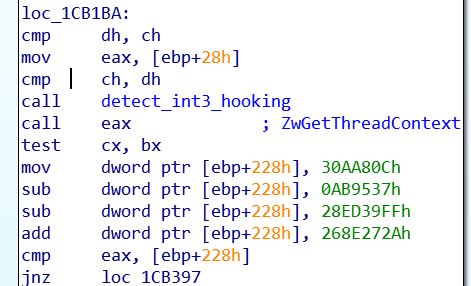 loc_1CB1BA:
cmp dh, ch
mov eax, [ebp+28h]
cmp ch, dh
call detect_int3_hooking
call eax ; ZwGetThreadContext
test cx, bx
mov dword ptr [ebp+228h], 30AA80Ch
sub dword ptr [ebp+228h], 0AB9537h
sub dword ptr [ebp+228h], 28ED39FFh
add dword ptr [ebp+228h], 268E272Ah
cmp eax, [ebp+228h]
jnz loc_1CB397